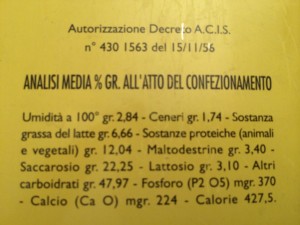 Autorizzazione Decreto A.C.I.S.
n° 430 1563 del 15/11/56
ANALISI MEDIA % GR. ALL'ATTO DEL CONFEZIONAMENTO
Umidità a 100° gr. 2,84 - Ceneri gr. 1,74 - Sostanza
grassa del latte gr. 6,66 - Sostanze proteiche (animali
e vegetali) gr. 12,04 - Maltodestrine gr. 3,40 -
Saccarosio gr. 22,25 - Lattosio gr. 3,10 - Altri
carboidrati gr. 47,97 - Fosforo (P2 O5) mgr. 370
- Calcio (Ca O) mgr. 224 - Calorie 427,5.